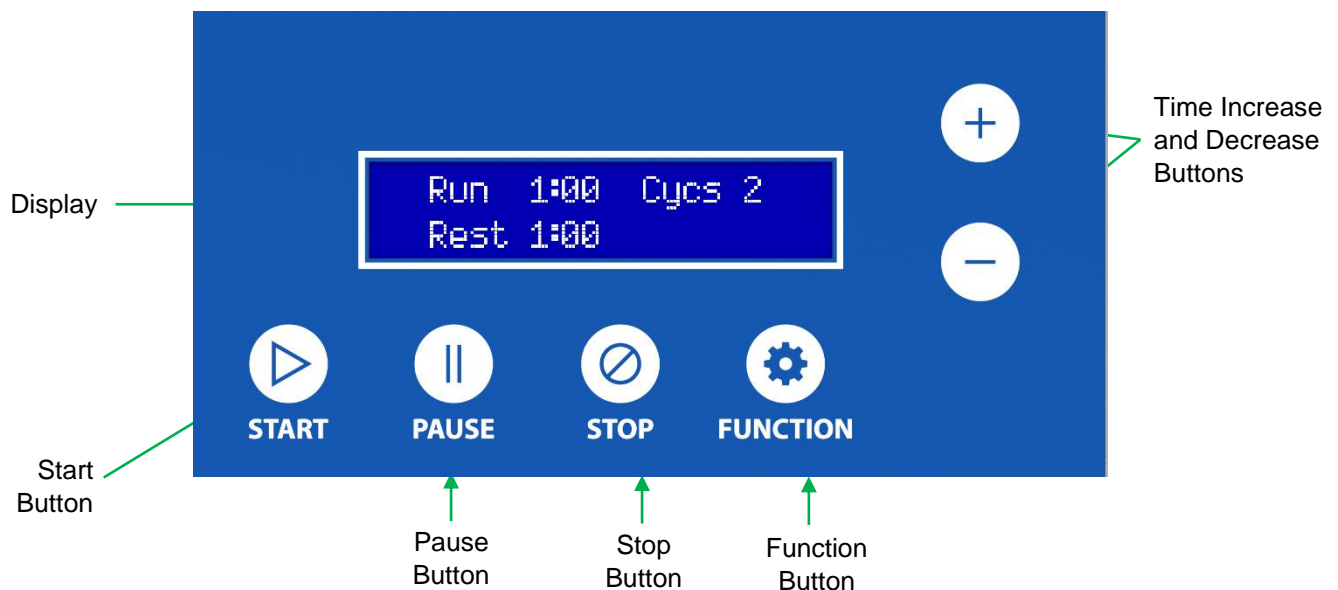 Time Increase
and Decrease
Buttons
Display
Run 1:00 Cycs 2
Rest 1:00
START
PAUSE
STOP
FUNCTION
Start
Button
Pause
Button
Stop
Button
Function
Button